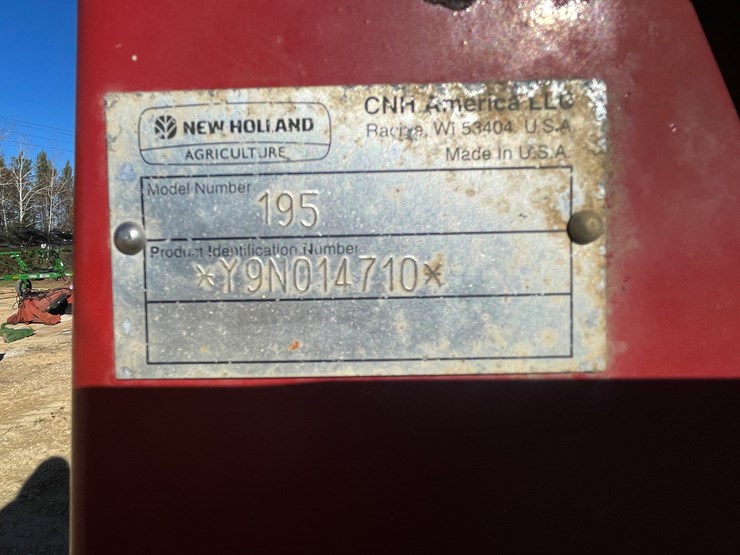 NEW HOLLAND
AGRICULTURE
CNH America LLC
Racine, WI 53404 U.S.A.
Made in U.S.A.
Model Number
195
Product Identification Number
*Y9N014710*